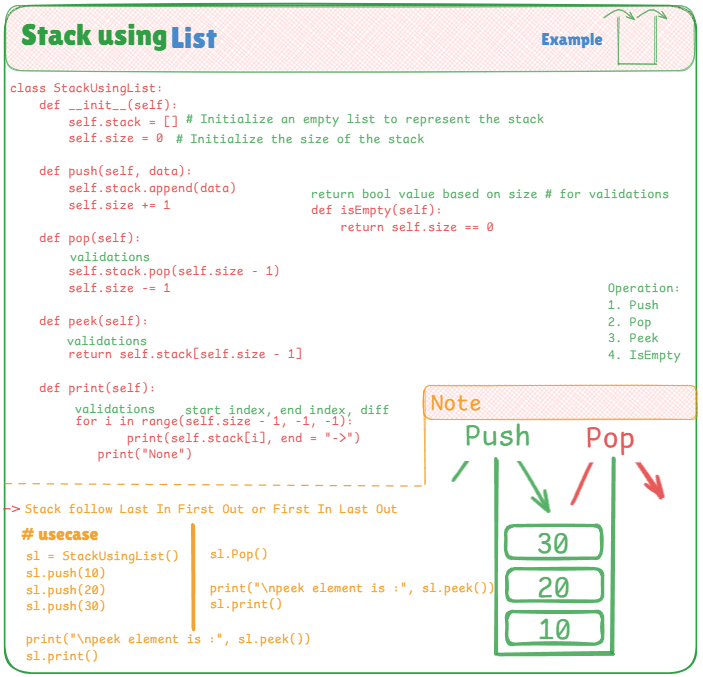 Stack using List
Example
class StackUsingList:
def __init__(self):
self.stack = [] # Initialize an empty list to represent the stack
self.size = 0 # Initialize the size of the stack
def push(self, data):
self.stack.append(data)
self.size += 1
return bool value based on size # for validations
def isEmpty(self):
return self.size == 0
def pop(self):
validations
self.stack.pop(self.size - 1)
self.size -= 1
def peek(self):
validations
return self.stack[self.size - 1]
Operation:
1. Push
2. Pop
3. Peek
4. IsEmpty
def print(self):
validations start index, end index, diff
for i in range(self.size - 1, -1, -1):
print(self.stack[i], end = "->")
print("None")
Note
Push Pop
30
20
10
-> Stack follow Last In First Out or First In Last Out
# usecase
sl = StackUsingList()
sl.push(10)
sl.push(20)
sl.push(30)
print("\npeek element is :", sl.peek())
sl.print()
sl.Pop()
print("\npeek element is :", sl.peek())
sl.print()